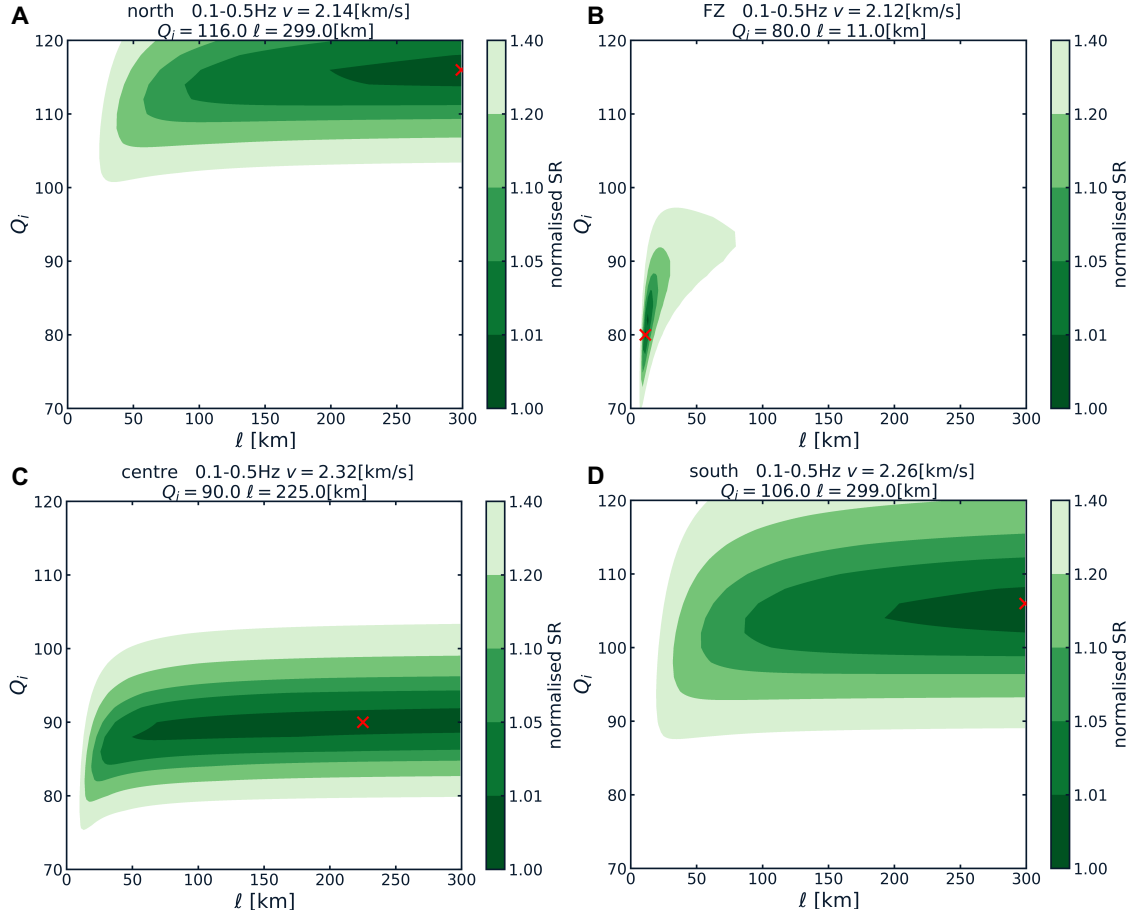 A
north 0.1-0.5Hz v = 2.14[km/s]
Q_i = 116.0 ℓ = 299.0[km]
120
110
100
90
80
70
0 50 100 150 200 250 300
Q_i
ℓ [km]
1.40
1.20
1.10
1.05
1.01
1.00
normalised SR
B
FZ 0.1-0.5Hz v = 2.12[km/s]
Q_i = 80.0 ℓ = 11.0[km]
120
110
100
90
80
70
0 50 100 150 200 250 300
Q_i
ℓ [km]
1.40
1.20
1.10
1.05
1.01
1.00
normalised SR
C
centre 0.1-0.5Hz v = 2.32[km/s]
Q_i = 90.0 ℓ = 225.0[km]
120
110
100
90
80
70
0 50 100 150 200 250 300
Q_i
ℓ [km]
1.40
1.20
1.10
1.05
1.01
1.00
normalised SR
D
south 0.1-0.5Hz v = 2.26[km/s]
Q_i = 106.0 ℓ = 299.0[km]
120
110
100
90
80
70
0 50 100 150 200 250 300
Q_i
ℓ [km]
1.40
1.20
1.10
1.05
1.01
1.00
normalised SR